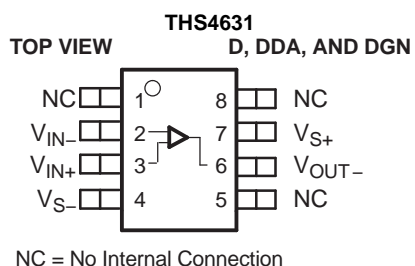 THS4631
TOP VIEW D, DDA, AND DGN
NC 1 8 NC
VIN− 2 7 VS+
VIN+ 3 6 VOUT−
VS− 4 5 NC
NC = No Internal Connection